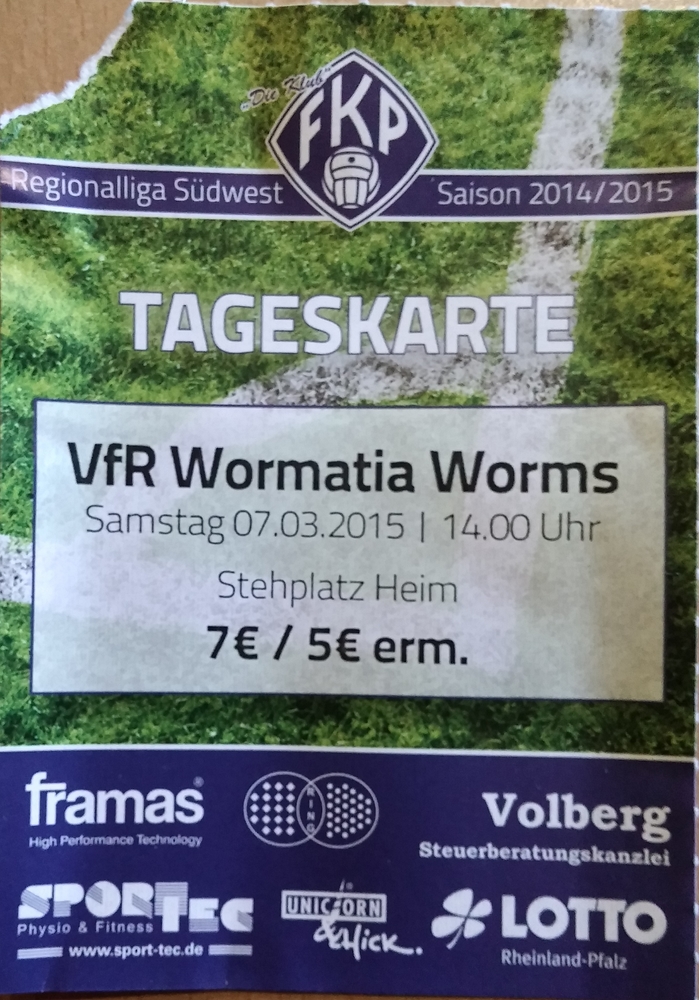 „Die Klub"
FKP
Regionalliga Südwest
Saison 2014/2015
TAGESKARTE
VfR Wormatia Worms
Samstag 07.03.2015 | 14.00 Uhr
Stehplatz Heim
7€ / 5€ erm.
framas®
High Performance Technology
RING
Volberg
Steuerberatungskanzlei
SPORTTEC
Physio & Fitness
www.sport-tec.de
UNICORN
&
LOTTO
Rheinland-Pfalz